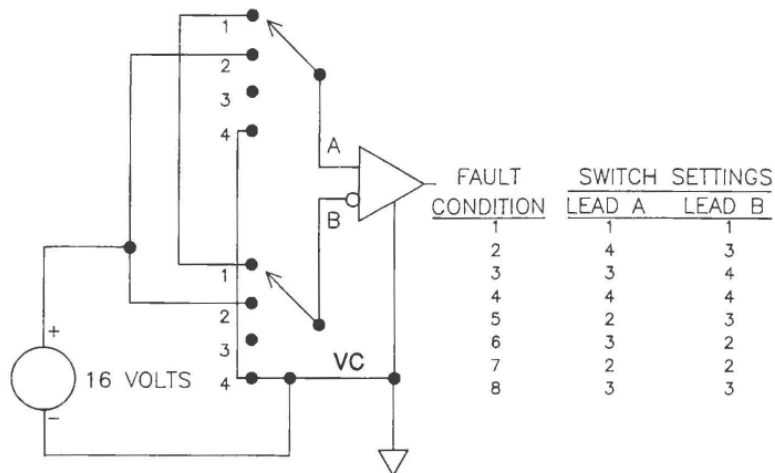 1
2
3
4
A
B
1
2
3
4
VC
+
16 VOLTS
−
FAULT CONDITION
SWITCH SETTINGS
LEAD A LEAD B
1 1 1
2 4 3
3 3 4
4 4 4
5 2 3
6 3 2
7 2 2
8 3 3